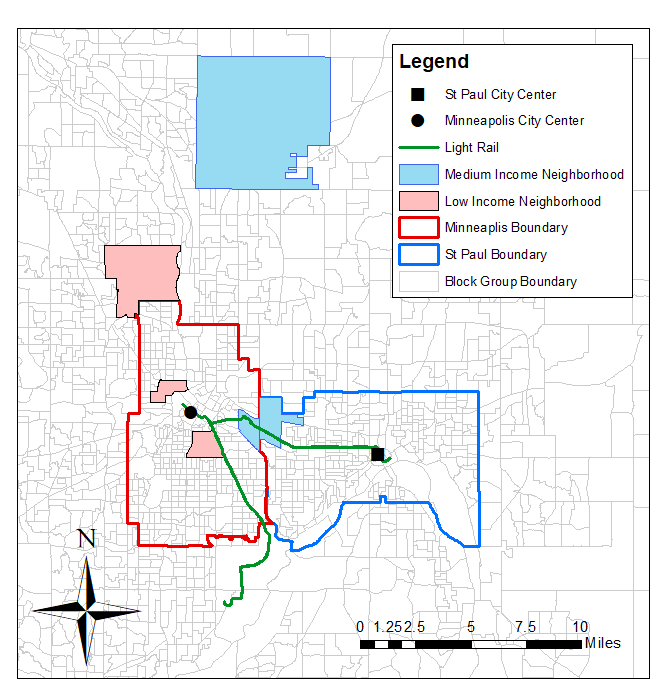 Legend
St Paul City Center
Minneapolis City Center
Light Rail
Medium Income Neighborhood
Low Income Neighborhood
Minneaplis Boundary
St Paul Boundary
Block Group Boundary
N
0 1.25 2.5 5 7.5 10
Miles